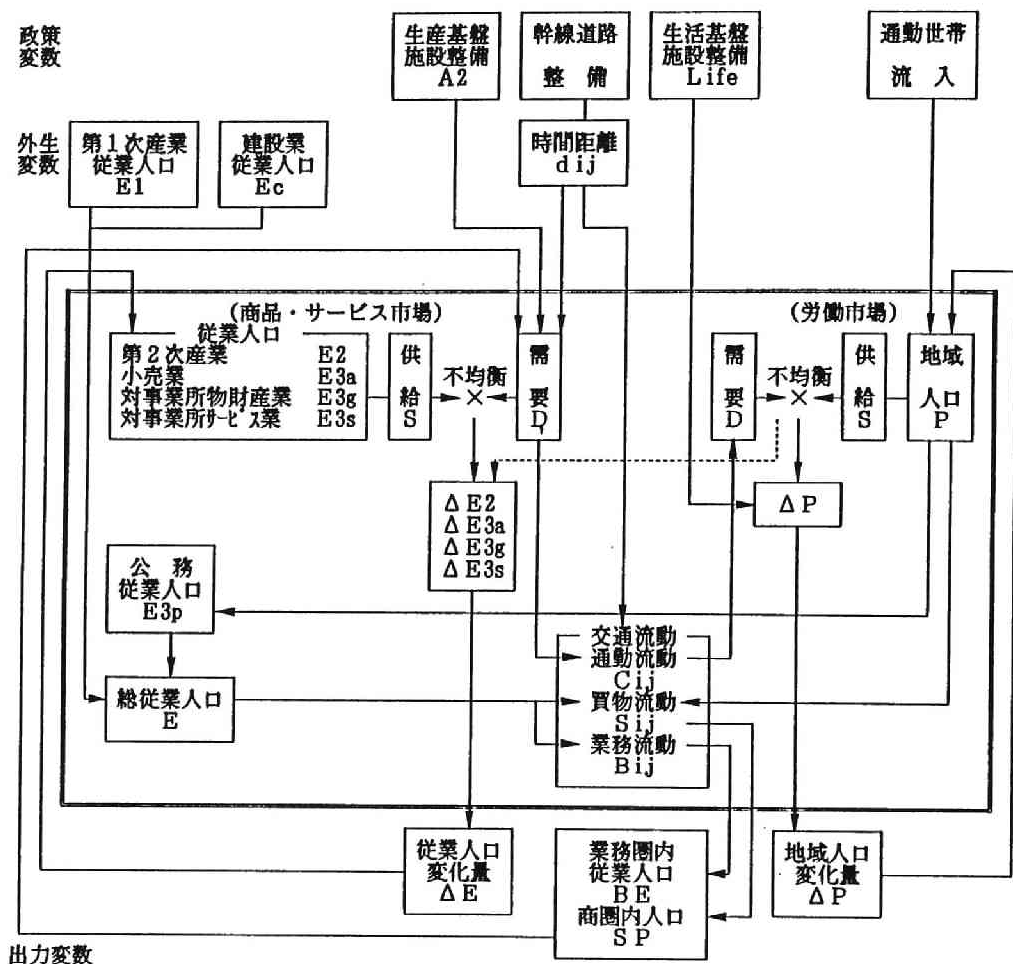 政策
変数
生産基盤
施設整備
A2
幹線道路
整備
生活基盤
施設整備
Life
通動世帯
流入
外生
変数
第1次産業
従業人口
E1
建設業
従業人口
Ec
時間距離
dij
(商品・サービス市場)
(労働市場)
従業人口
第2次産業 E2
小売業 E3a
対事業所物財産業 E3g
対事業所サービス業 E3s
供給S
不均衡
×
需要D
需要D
不均衡
×
供給S
地域
人口
P
ΔE2
ΔE3a
ΔE3g
ΔE3s
ΔP
公務
従業人口
E3p
総従業人口
E
交通流動
通動流動
Cij
買物流動
Sij
業務流動
Bij
従業人口
変化量
ΔE
業務圏内
従業人口
BE
商圏内人口
SP
地域人口
変化量
ΔP
出力変数